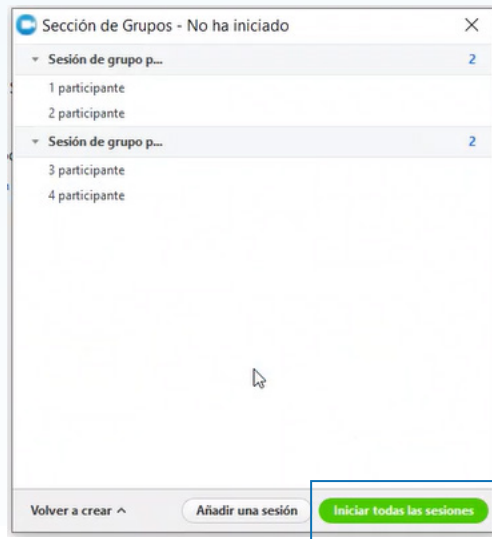 Sección de Grupos - No ha iniciado
Sesión de grupo p... 2
1 participante
2 participante
Sesión de grupo p... 2
3 participante
4 participante
Volver a crear Añadir una sesión Iniciar todas las sesiones